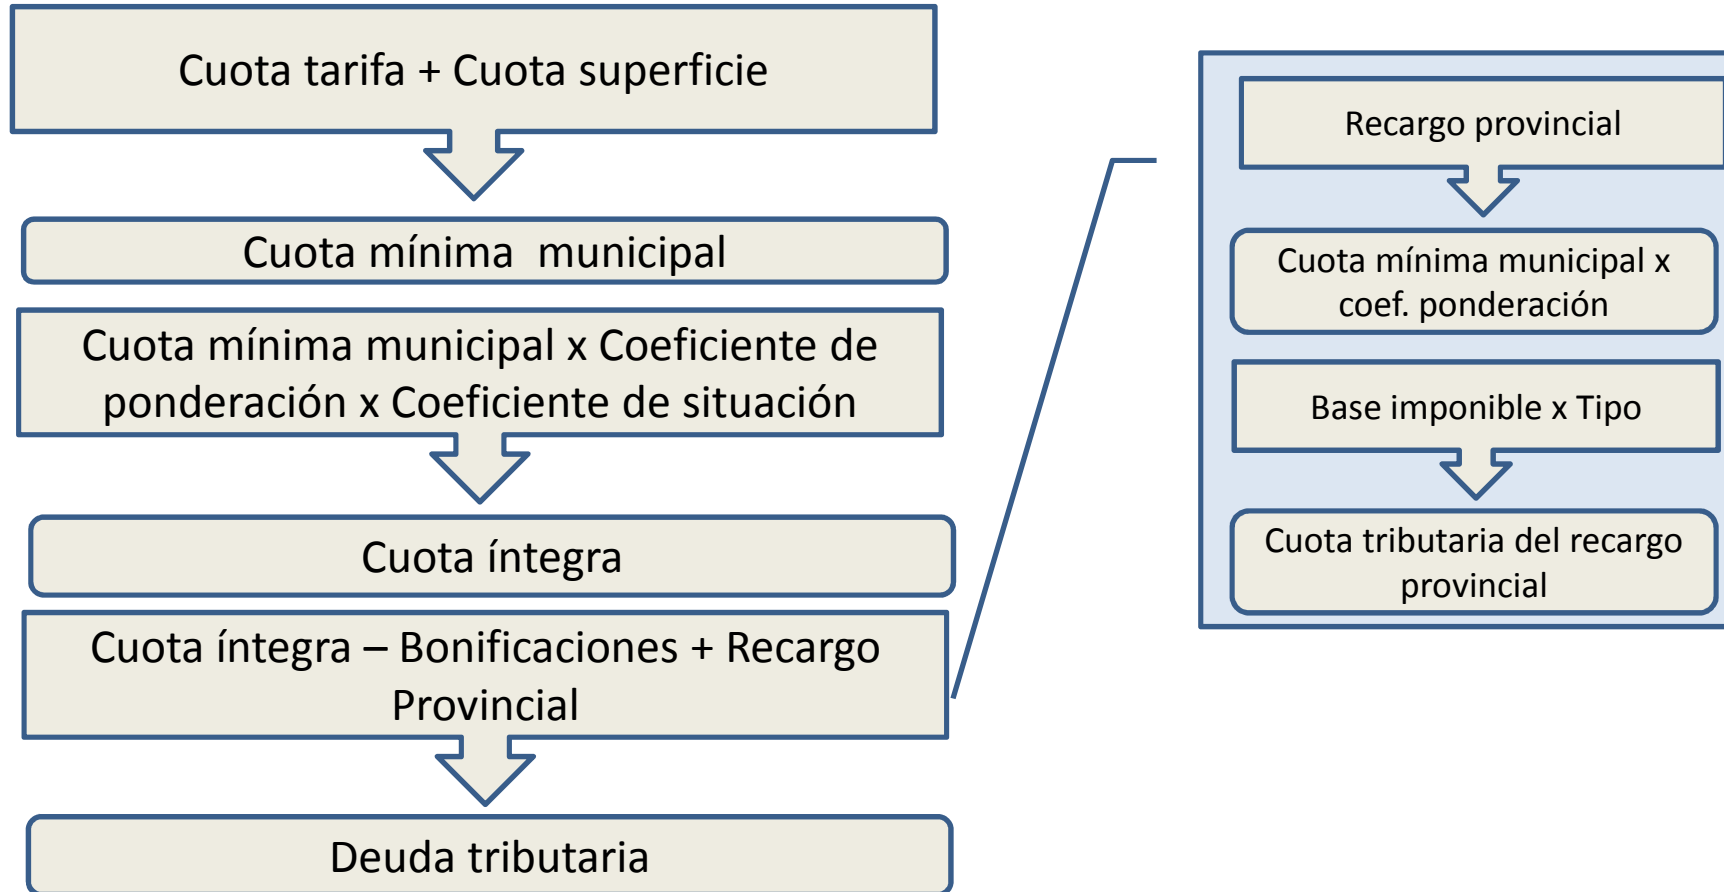 Cuota tarifa + Cuota superficie
Cuota mínima municipal
Cuota mínima municipal x Coeficiente de
ponderación x Coeficiente de situación
Cuota íntegra
Cuota íntegra – Bonificaciones + Recargo
Provincial
Deuda tributaria
Recargo provincial
Cuota mínima municipal x
coef. ponderación
Base imponible x Tipo
Cuota tributaria del recargo
provincial